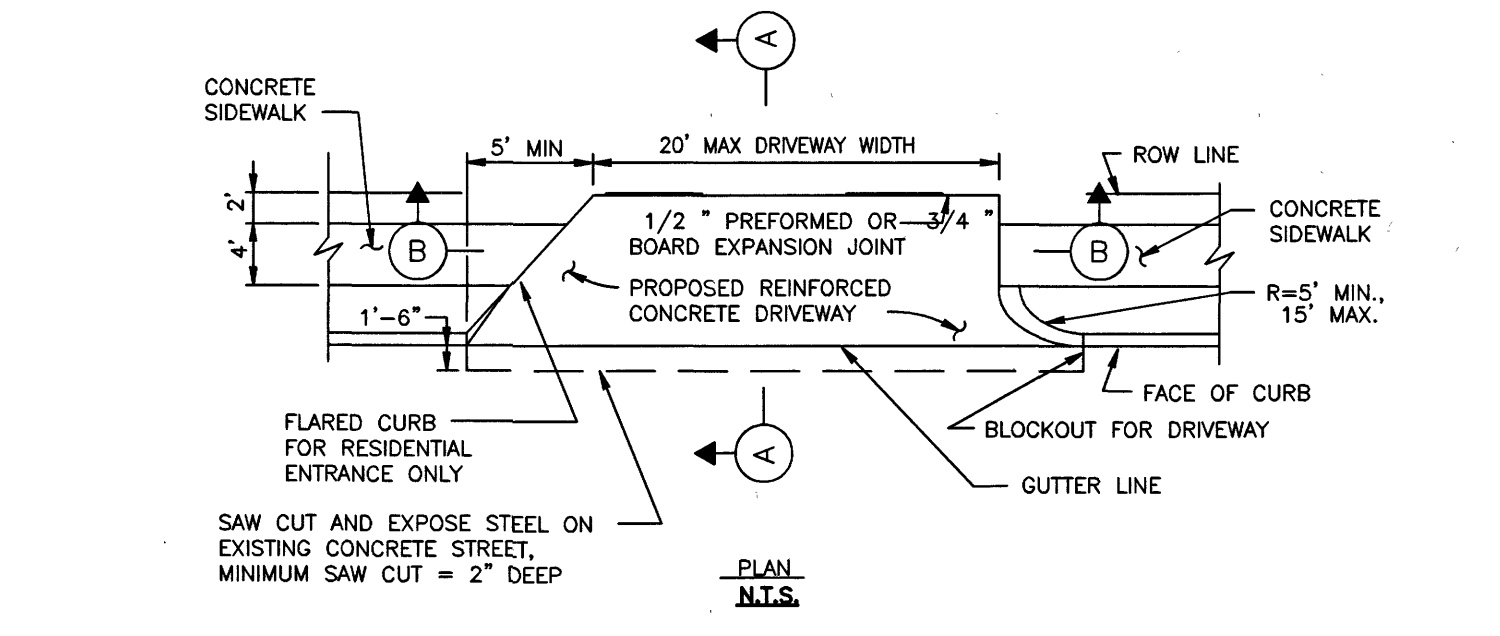 A
CONCRETE
SIDEWALK
5' MIN
20' MAX DRIVEWAY WIDTH
ROW LINE
2'
4'
B
1/2 " PREFORMED OR 3/4 "
BOARD EXPANSION JOINT
B
CONCRETE
SIDEWALK
PROPOSED REINFORCED
CONCRETE DRIVEWAY
R=5' MIN.,
15' MAX.
1'-6"
FACE OF CURB
FLARED CURB
FOR RESIDENTIAL
ENTRANCE ONLY
BLOCKOUT FOR DRIVEWAY
A
GUTTER LINE
SAW CUT AND EXPOSE STEEL ON
EXISTING CONCRETE STREET,
MINIMUM SAW CUT = 2" DEEP
PLAN
N.T.S.